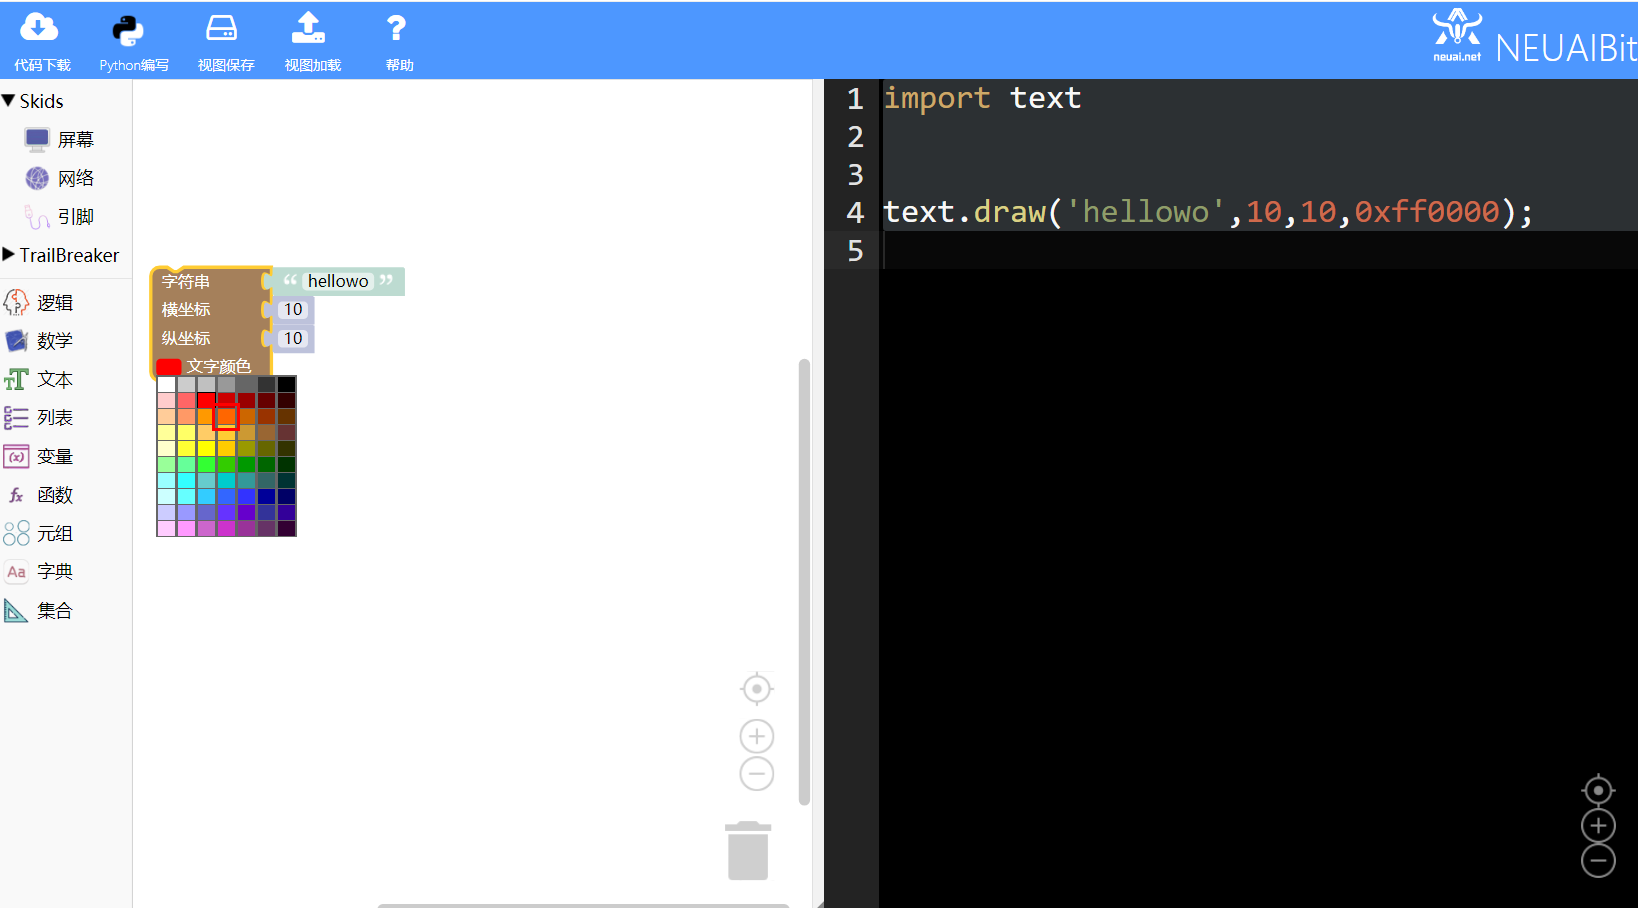 代码下载
Python编写
视图保存
视图加载
帮助
neuai.net
NEUAIBit
Skids
屏幕
网络
引脚
TrailBreaker
逻辑
数学
文本
列表
变量
函数
元组
字典
集合
字符串 “ hellowo ”
横坐标 10
纵坐标 10
文字颜色
1 import text
2
3
4 text.draw('hellowo',10,10,0xff0000);
5